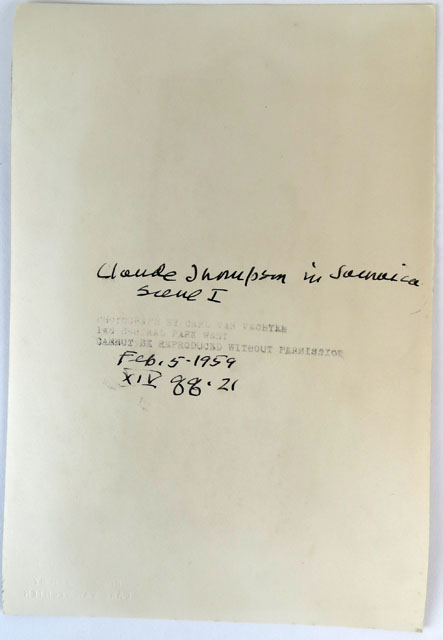 Claude Thompson in Jamaica
Scene I
PHOTOGRAPH BY CARL VAN VECHTEN
146 CENTRAL PARK WEST
CANNOT BE REPRODUCED WITHOUT PERMISSION
Feb. 5-1959
XIV qq. 21